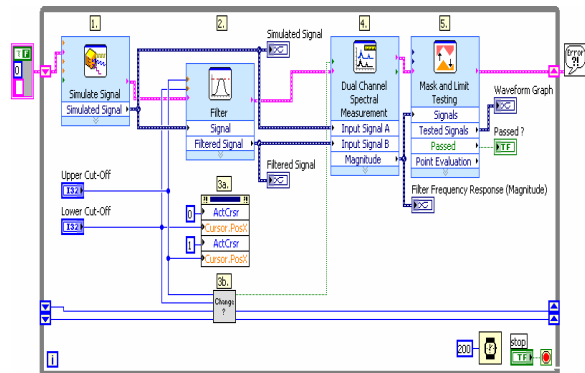 1.
2.
4.
5.
Simulated Signal
TF
0
Error
?!
Simulate Signal
Simulated Signal
Filter
Signal
Filtered Signal
Dual Channel
Spectral
Measurement
Input Signal A
Input Signal B
Magnitude
Mask and Limit
Testing
Signals
Tested Signals
Passed
Point Evaluation
Waveform Graph
Passed ?
TF
Filtered Signal
Filter Frequency Response (Magnitude)
Upper Cut-Off
I32
Lower Cut-Off
I32
3a.
0
ActCrsr
Cursor.PosX
1
ActCrsr
Cursor.PosX
3b.
Change
?
200
stop
TF
i